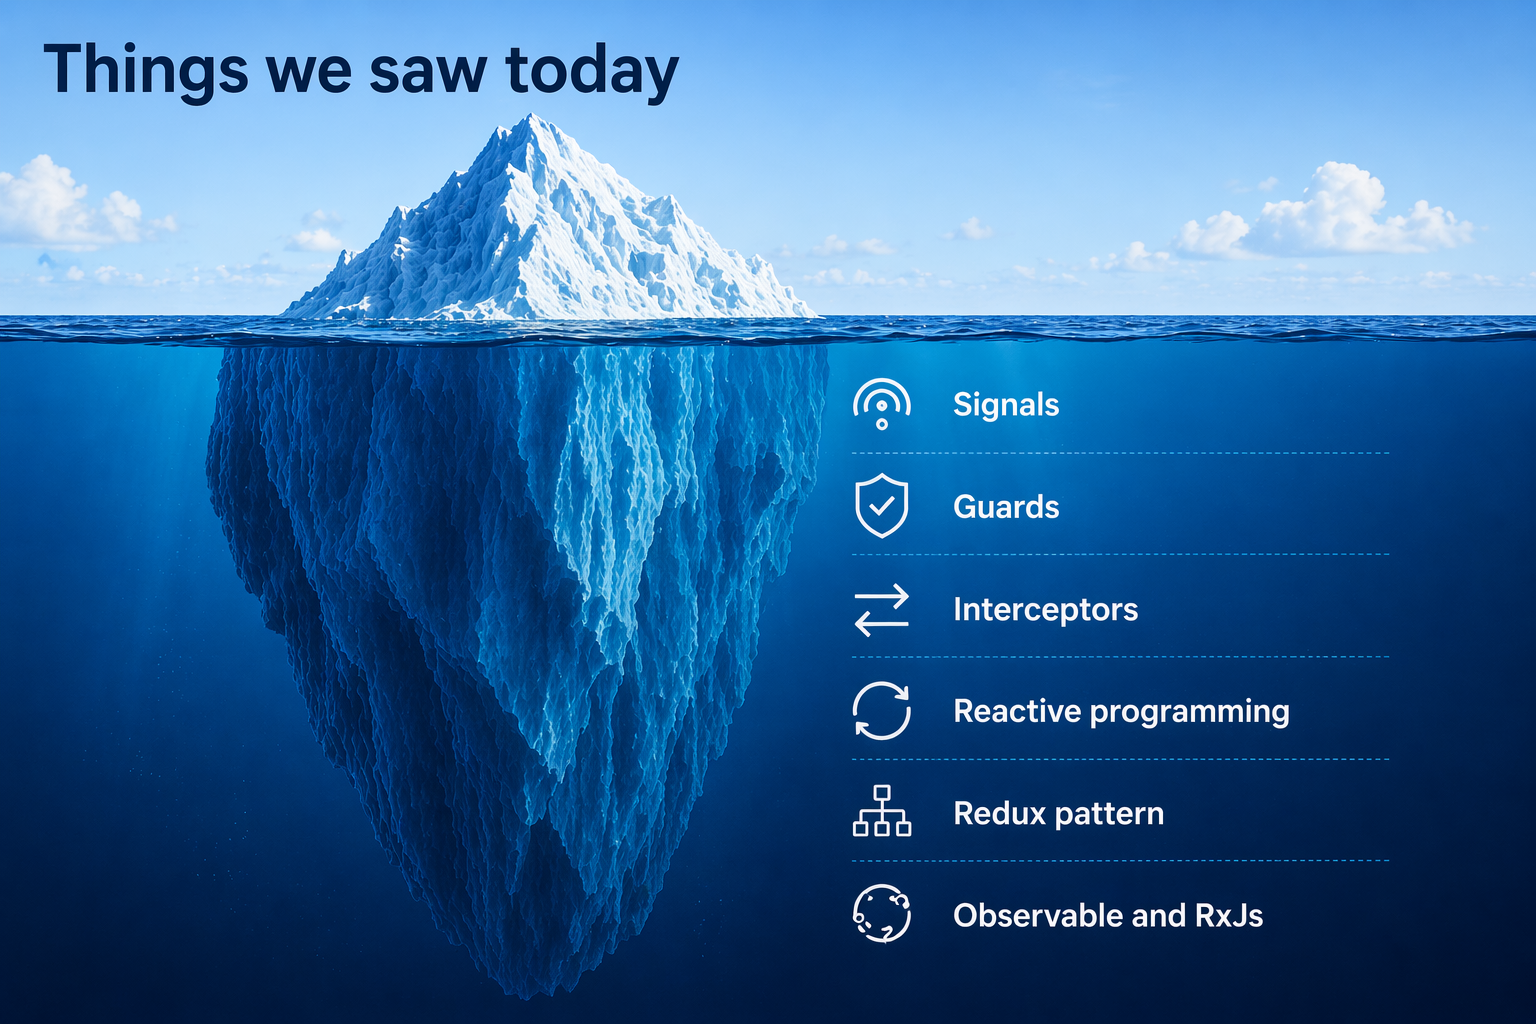 Things we saw today
Signals
Guards
Interceptors
Reactive programming
Redux pattern
Observable and RxJs